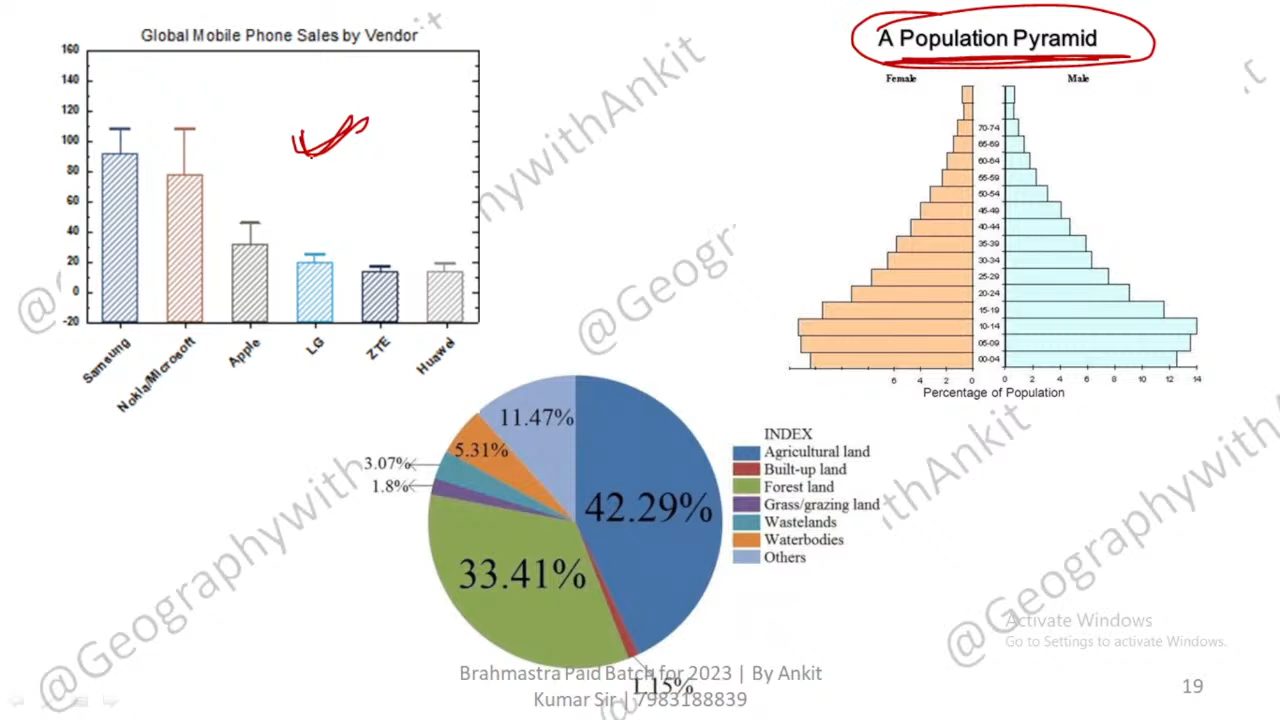 Global Mobile Phone Sales by Vendor
160
140
120
100
80
60
40
20
0
-20
Samsung
Nokia/Microsoft
Apple
LG
ZTE
Huawei
A Population Pyramid
Female Male
70-74
65-69
60-64
55-59
50-54
45-49
40-44
35-39
30-34
25-29
20-24
15-19
10-14
05-09
00-04
6 4 2 0 0 2 4 6 8 10 12 14
Percentage of Population
11.47%
5.31%
3.07%
1.8%
42.29%
33.41%
1.15%
INDEX
Agricultural land
Built-up land
Forest land
Grass/grazing land
Wastelands
Waterbodies
Others
@GeographywithAnkit
Activate Windows
Go to Settings to activate Windows.
Brahmastra Paid Batch for 2023 | By Ankit
Kumar Sir | 7983188839
19